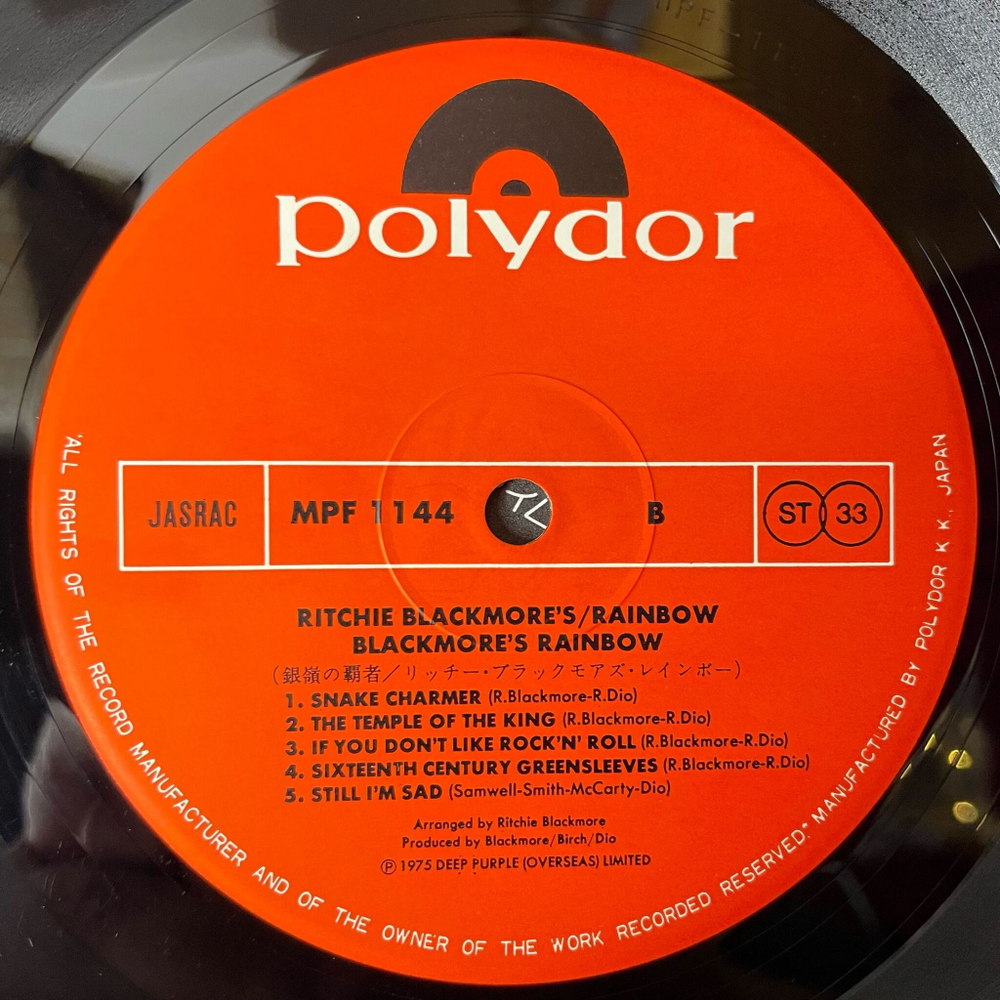 MPF-11
polydor
JASRAC
MPF 1144
B
ST 33
RITCHIE BLACKMORE'S/RAINBOW
BLACKMORE'S RAINBOW
(銀嶺の覇者/リッチー・ブラックモアズ・レインボー)
1. SNAKE CHARMER (R.Blackmore-R.Dio)
2. THE TEMPLE OF THE KING (R.Blackmore-R.Dio)
3. IF YOU DON'T LIKE ROCK'N' ROLL (R.Blackmore-R.Dio)
4. SIXTEENTH CENTURY GREENSLEEVES (R.Blackmore-R.Dio)
5. STILL I'M SAD (Samwell-Smith-McCarty-Dio)
Arranged by Ritchie Blackmore
Produced by Blackmore/Birch/Dio
Ⓟ 1975 DEEP PURPLE (OVERSEAS) LIMITED
"ALL RIGHTS OF THE RECORD MANUFACTURER AND OF THE OWNER OF THE WORK RECORDED RESERVED." MANUFACTURED BY POLYDOR K K., JAPAN